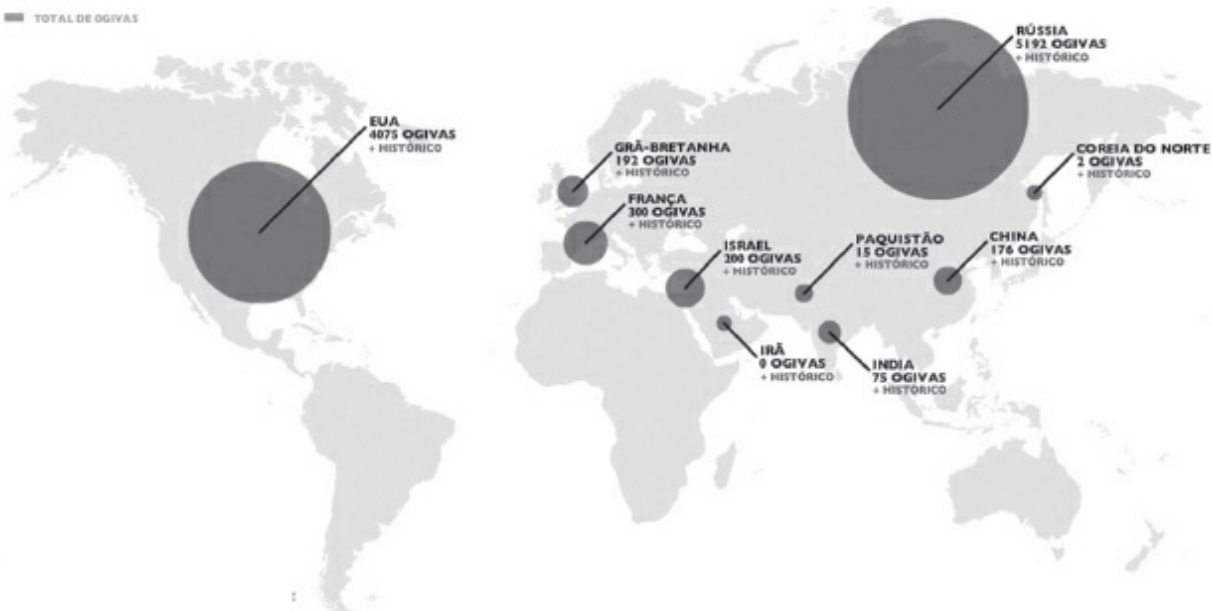 TOTAL DE OGIVAS
RÚSSIA
5192 OGIVAS
+ HISTÓRICO
EUA
4075 OGIVAS
+ HISTÓRICO
GRÃ-BRETANHA
192 OGIVAS
+ HISTÓRICO
COREIA DO NORTE
2 OGIVAS
+ HISTÓRICO
FRANÇA
300 OGIVAS
+ HISTÓRICO
ISRAEL
200 OGIVAS
+ HISTÓRICO
PAQUISTÃO
15 OGIVAS
+ HISTÓRICO
CHINA
176 OGIVAS
+ HISTÓRICO
IRÃ
0 OGIVAS
+ HISTÓRICO
INDIA
75 OGIVAS
+ HISTÓRICO